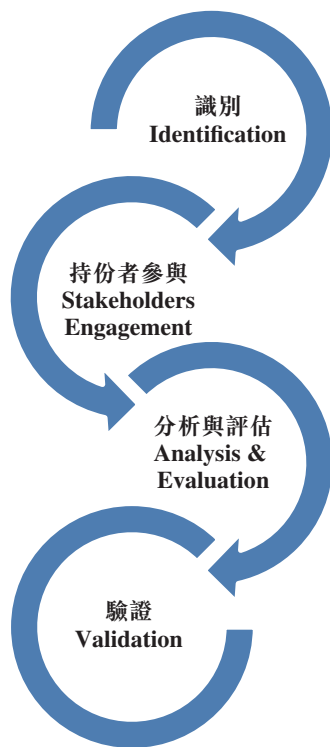 識別
Identification
持份者參與
Stakeholders
Engagement
分析與評估
Analysis &
Evaluation
驗證
Validation